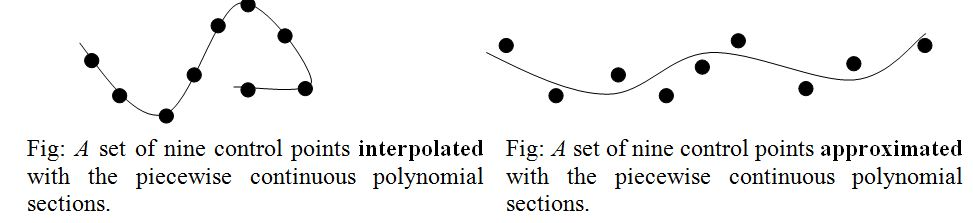 Fig: A set of nine control points interpolated
with the piecewise continuous polynomial
sections.
Fig: A set of nine control points approximated
with the piecewise continuous polynomial
sections.